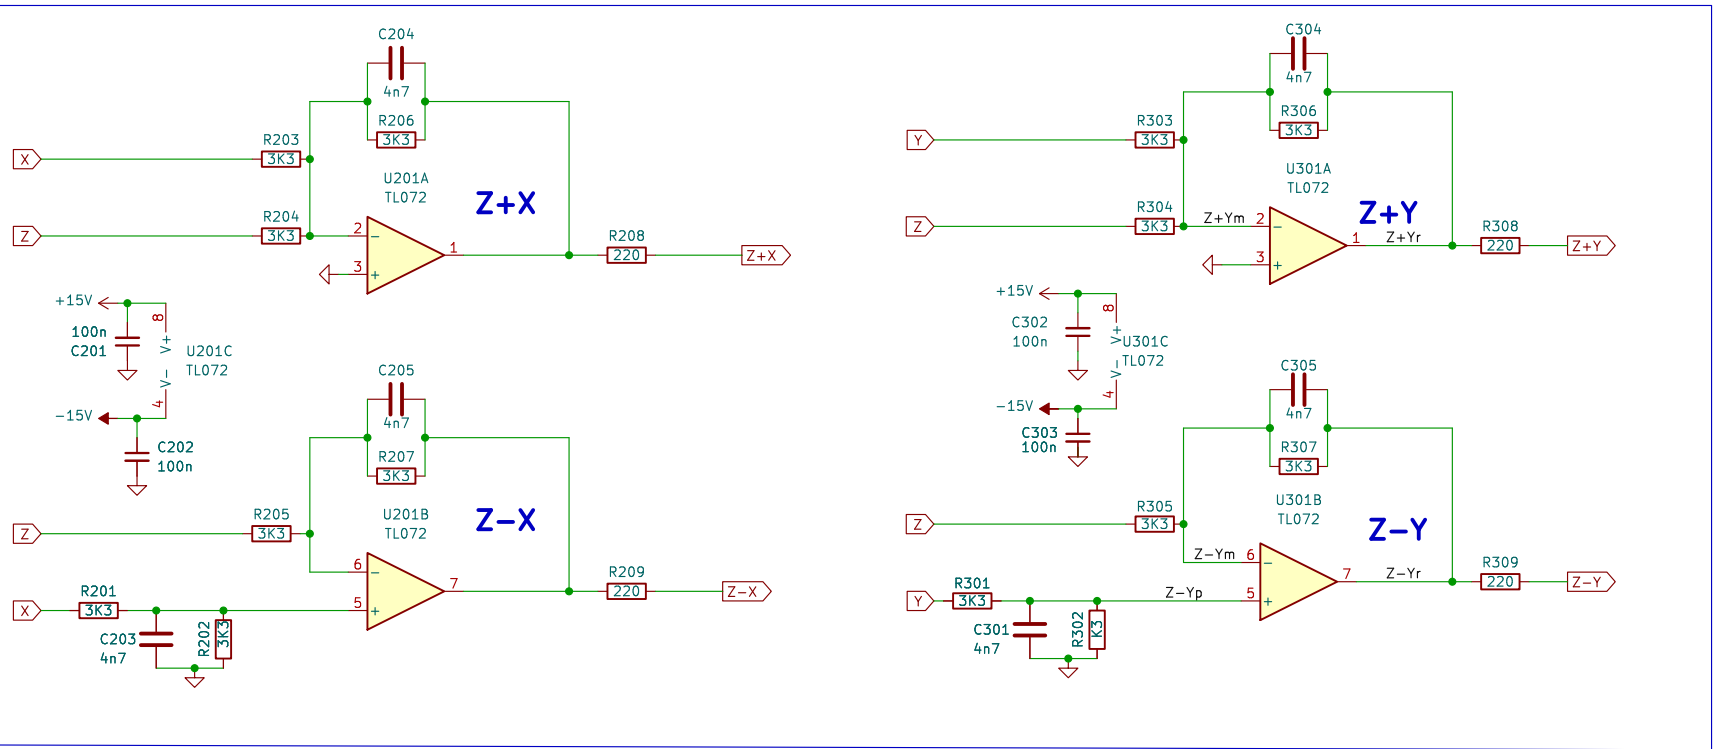 C204
4n7
R206
3K3
R203
3K3
X
U201A
TL072
Z+X
R204
3K3
Z
2
3
1
R208
220
Z+X
+15V
8
100n
C201
V+
U201C
TL072
V-
4
-15V
C202
100n
C205
4n7
R207
3K3
U201B
TL072
Z-X
R205
3K3
Z
6
5
7
R209
220
Z-X
R201
3K3
X
C203
4n7
R202
3K3
C304
4n7
R306
3K3
R303
3K3
Y
U301A
TL072
Z+Y
R304
3K3
Z
Z+Ym
2
3
1
Z+Yr
R308
220
Z+Y
+15V
8
C302
100n
V+
U301C
TL072
V-
4
-15V
C303
100n
C305
4n7
R307
3K3
U301B
TL072
Z-Y
R305
3K3
Z
Z-Ym
6
5
7
Z-Yr
R309
220
Z-Y
R301
3K3
Y
Z-Yp
C301
4n7
R302
K3